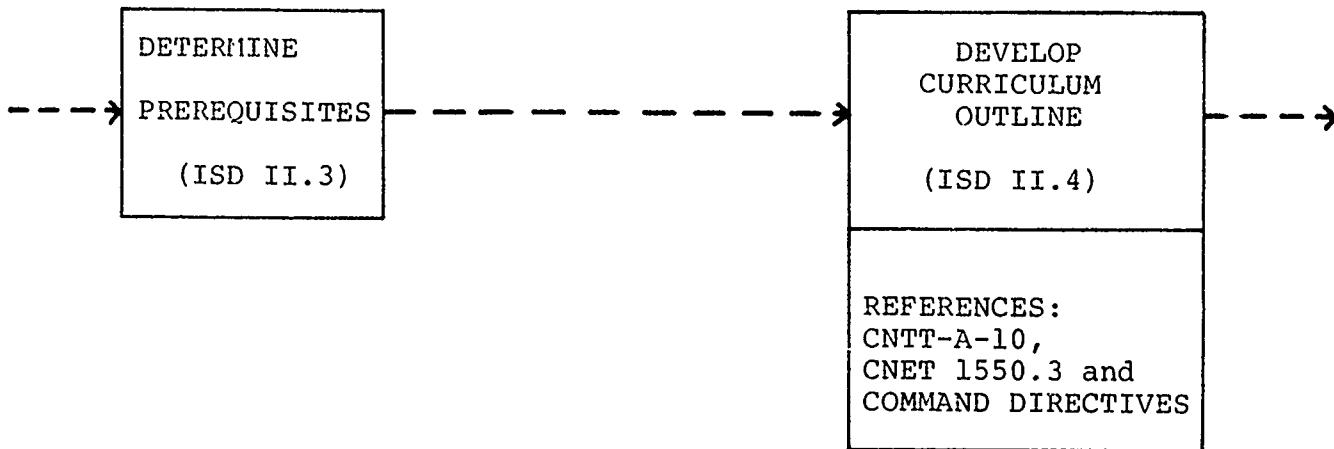 DETERMINE
PREREQUISITES
(ISD II.3)
DEVELOP
CURRICULUM
OUTLINE
(ISD II.4)
REFERENCES:
CNTT-A-10,
CNET 1550.3 and
COMMAND DIRECTIVES